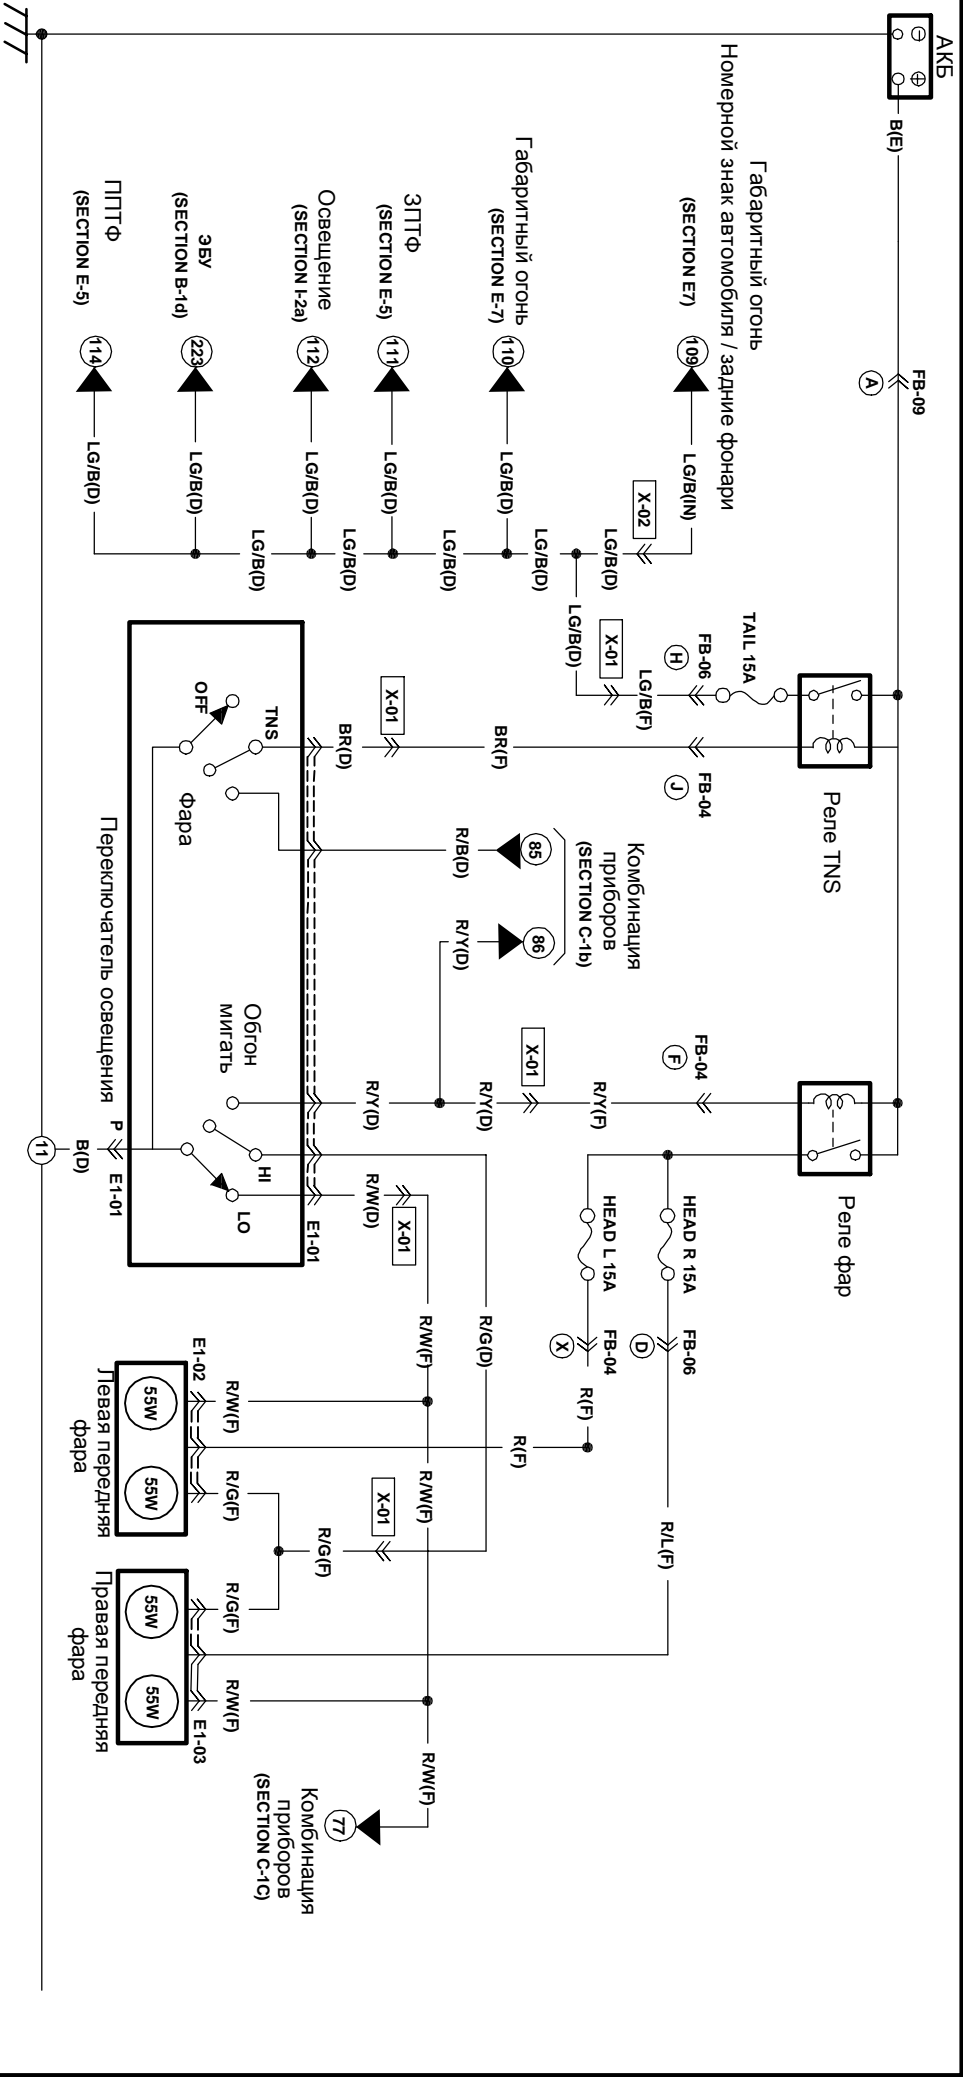 АКБ
B(E)
FB-09
A
Габаритный огонь
Номерной знак автомобиля / задние фонари
(SECTION E7)
109
LG/B(IN)
X-02
LG/B(D)
Габаритный огонь
(SECTION E-7)
110
LG/B(D)
LG/B(D)
ЗПТФ
(SECTION E-5)
111
LG/B(D)
LG/B(D)
Освещение
(SECTION I-2a)
112
LG/B(D)
LG/B(D)
ЭБУ
(SECTION B-1d)
223
LG/B(D)
LG/B(D)
ППТФ
(SECTION E-5)
114
LG/B(D)
Реле TNS
TAIL 15A
FB-06
H
LG/B(F)
X-01
LG/B(D)
FB-04
J
BR(F)
X-01
BR(D)
Комбинация
приборов
(SECTION C-1b)
85
86
R/B(D)
R/Y(D)
Реле фар
FB-04
F
R/Y(F)
X-01
R/Y(D)
R/Y(D)
HEAD R 15A
HEAD L 15A
FB-06
D
FB-04
X
R(F)
R(F)
R/L(F)
TNS
OFF
Фара
Обгон
мигать
HI
LO
Переключатель освещения
E1-01
P
E1-01
B(D)
11
R/W(D)
X-01
R/W(F)
R/G(D)
R/W(F)
X-01
R/G(F)
E1-02
R/W(F)
R/G(F)
55W
55W
Левая передняя
фара
R/G(F)
R/W(F)
E1-03
55W
55W
Правая передняя
фара
R/W(F)
77
Комбинация
приборов
(SECTION C-1C)